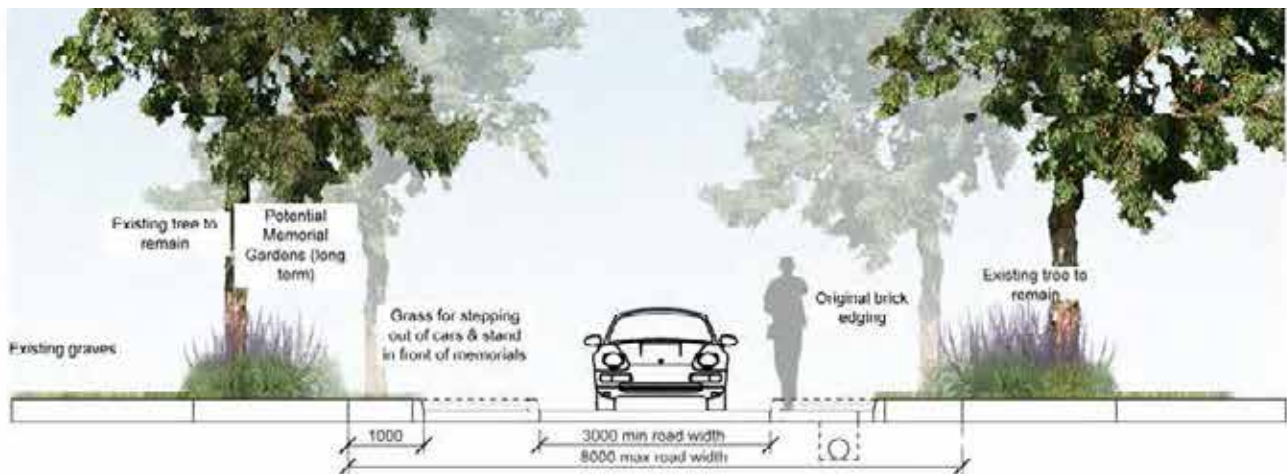 Existing tree to
remain
Potential
Memorial
Gardens (long
term)
Existing graves
Grass for stepping
out of cars & stand
in front of memorials
Original brick
edging
Existing tree to
remain
1000
3000 min road width
8000 max road width